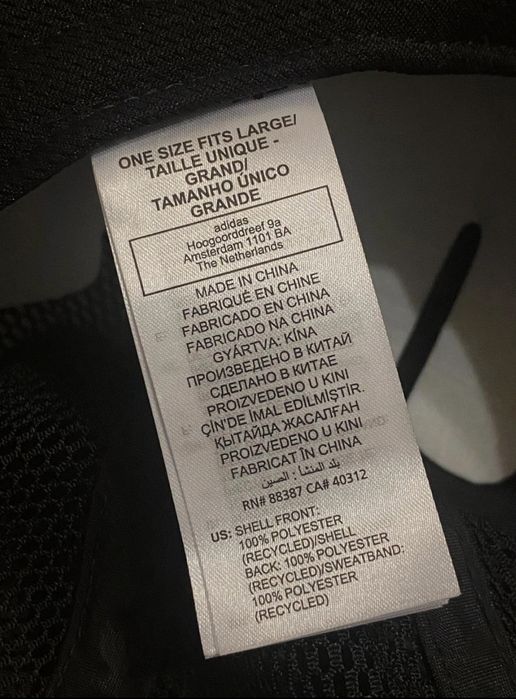 ONE SIZE FITS LARGE/
TAILLE UNIQUE -
GRAND/
TAMANHO ÚNICO
GRANDE
adidas
Hoogoorddreef 9a
Amsterdam 1101 BA
The Netherlands
MADE IN CHINA
FABRIQUÉ EN CHINE
FABRICADO EN CHINA
FABRICADO NA CHINA
GYÁRTVA: KÍNA
ПРОИЗВЕДЕНО В КИТАЙ
СДЕЛАНО В КИТАЕ
PROIZVEDENO U KINI
ÇİN'DE İMAL EDİLMİŞTİR.
ҚЫТАЙДА ЖАСАЛҒАН
PROIZVEDENO U KINI
FABRICAT ÎN CHINA
بلد المنشأ : الصين
RN# 88387 CA# 40312
US: SHELL FRONT:
100% POLYESTER
(RECYCLED)/SHELL
BACK: 100% POLYESTER
(RECYCLED)/SWEATBAND:
100% POLYESTER
(RECYCLED)